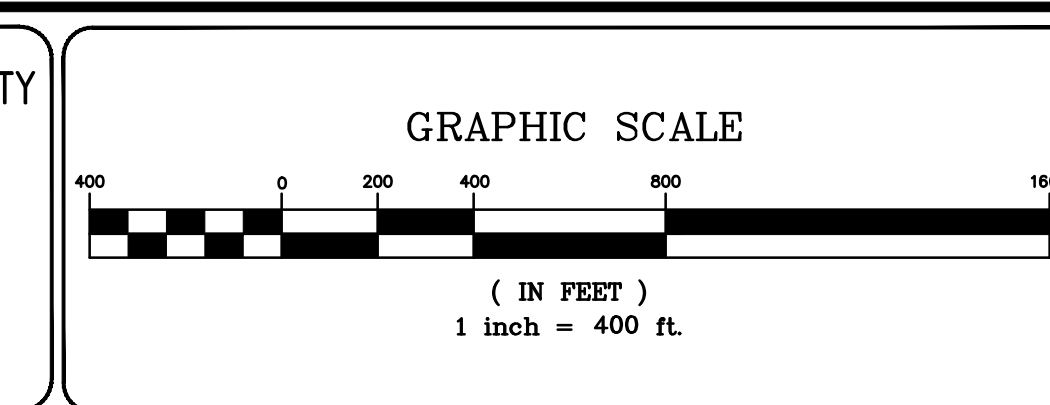 TY
GRAPHIC SCALE
400 0 200 400 800
( IN FEET )
1 inch = 400 ft.